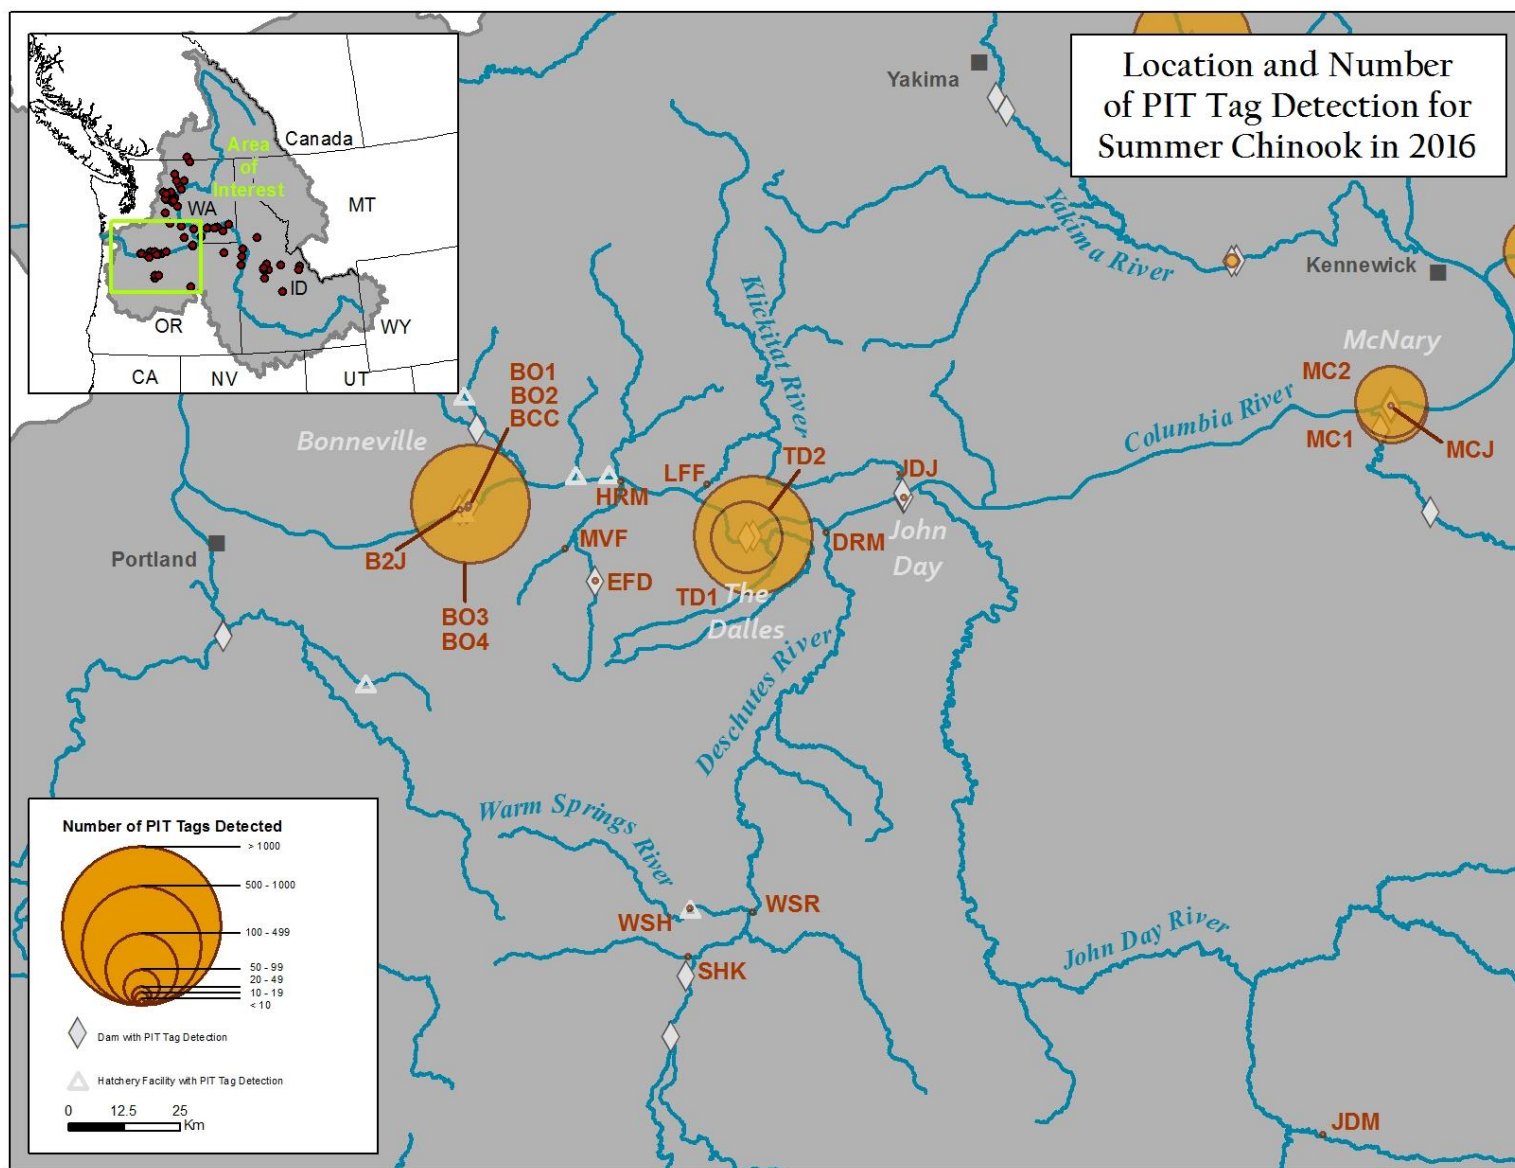 Location and Number
of PIT Tag Detection for
Summer Chinook in 2016
Canada
Area
of
Interest
WA
MT
OR
ID
WY
CA
NV
UT
Yakima
Yakima River
Kennewick
Klickitat River
McNary
MC2
MC1
MCJ
Columbia River
BO1
BO2
BCC
Bonneville
HRM
LFF
TD2
JDJ
John
Day
DRM
B2J
MVF
EFD
TD1
The
Dalles
BO3
BO4
Portland
Deschutes River
Warm Springs River
WSH
WSR
SHK
John Day River
JDM
Number of PIT Tags Detected
> 1000
500 - 1000
100 - 499
50 - 99
20 - 49
10 - 19
< 10
Dam with PIT Tag Detection
Hatchery Facility with PIT Tag Detection
0 12.5 25
Km